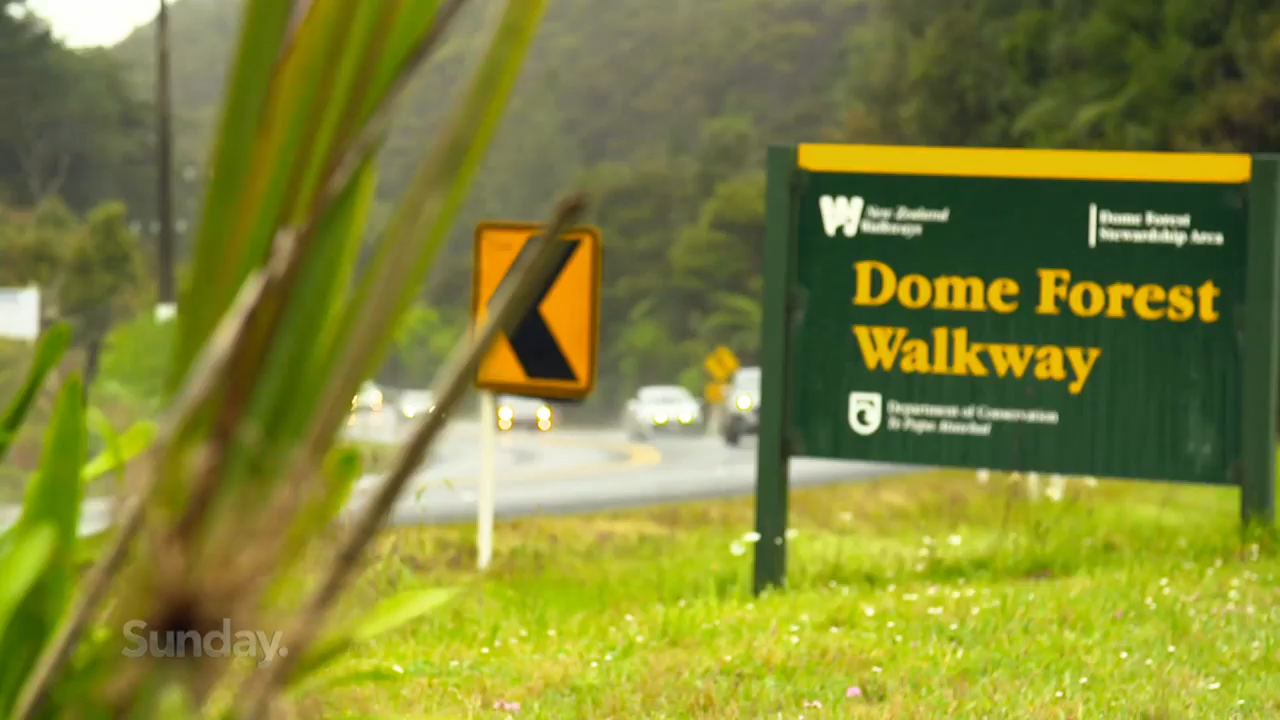 New Zealand
Walkways
Dome Forest
Stewardship Area
Dome Forest
Walkway
Department of Conservation
Te Papa Atawhai
Sunday.